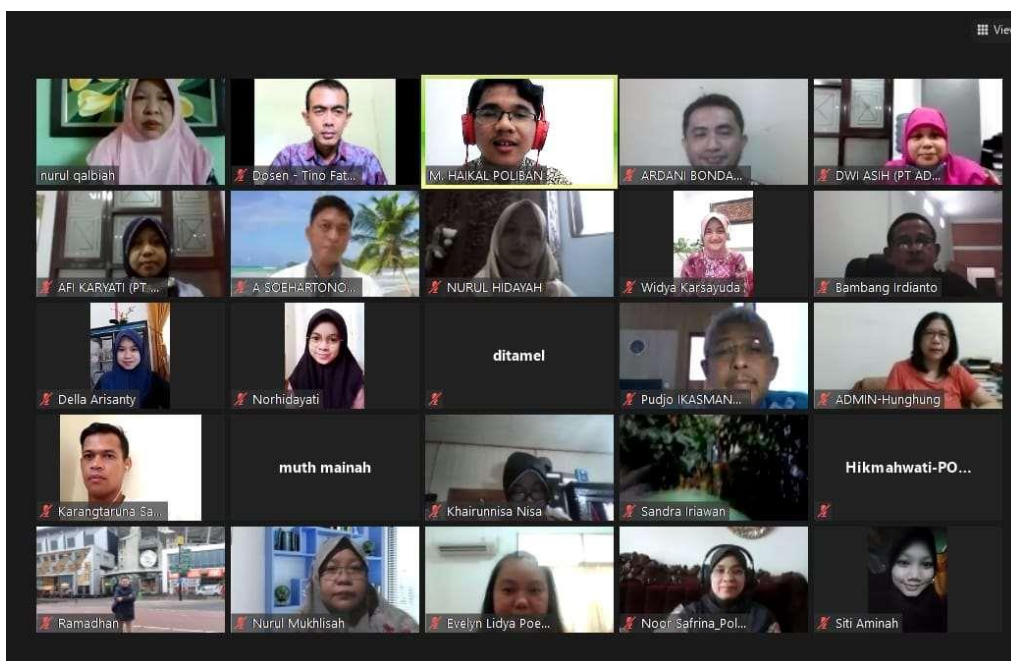 View
nurul qalbiah
Dosen - Tino Fat...
M. HAIKAL POLIBAN
ARDANI BONDA...
DWI ASIH (PT AD...
AFI KARYATI (PT ...
A SOEHARTONO...
NURUL HIDAYAH
Widya Karsayuda
Bambang Irdianto
Della Arisanty
Norhidayati
ditamel
Pudjo IKASMAN...
ADMIN-Hunghung
Karangtaruna Sa...
muth mainah
Khairunnisa Nisa
Sandra Iriawan
Hikmahwati-PO...
Ramadhan
Nurul Mukhlisah
Evelyn Lidya Poe...
Noor Safrina_Pol...
Siti Aminah